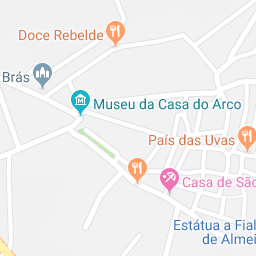 Doce Rebelde
Brás
Museu da Casa do Arco
País das Uvas
Casa de São
Estátua a Fial
de Almei